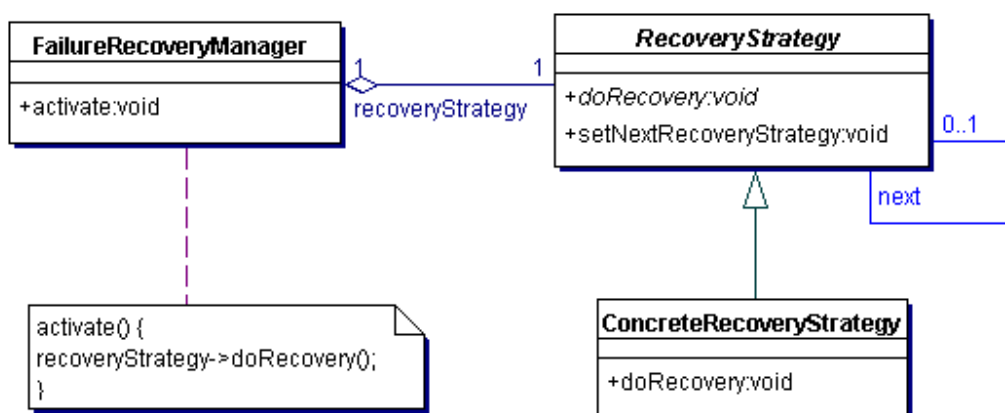 FailureRecoveryManager
+activate:void
1
1
recoveryStrategy
RecoveryStrategy
+doRecovery:void
+setNextRecoveryStrategy:void
0..1
next
activate() {
recoveryStrategy->doRecovery();
}
ConcreteRecoveryStrategy
+doRecovery:void